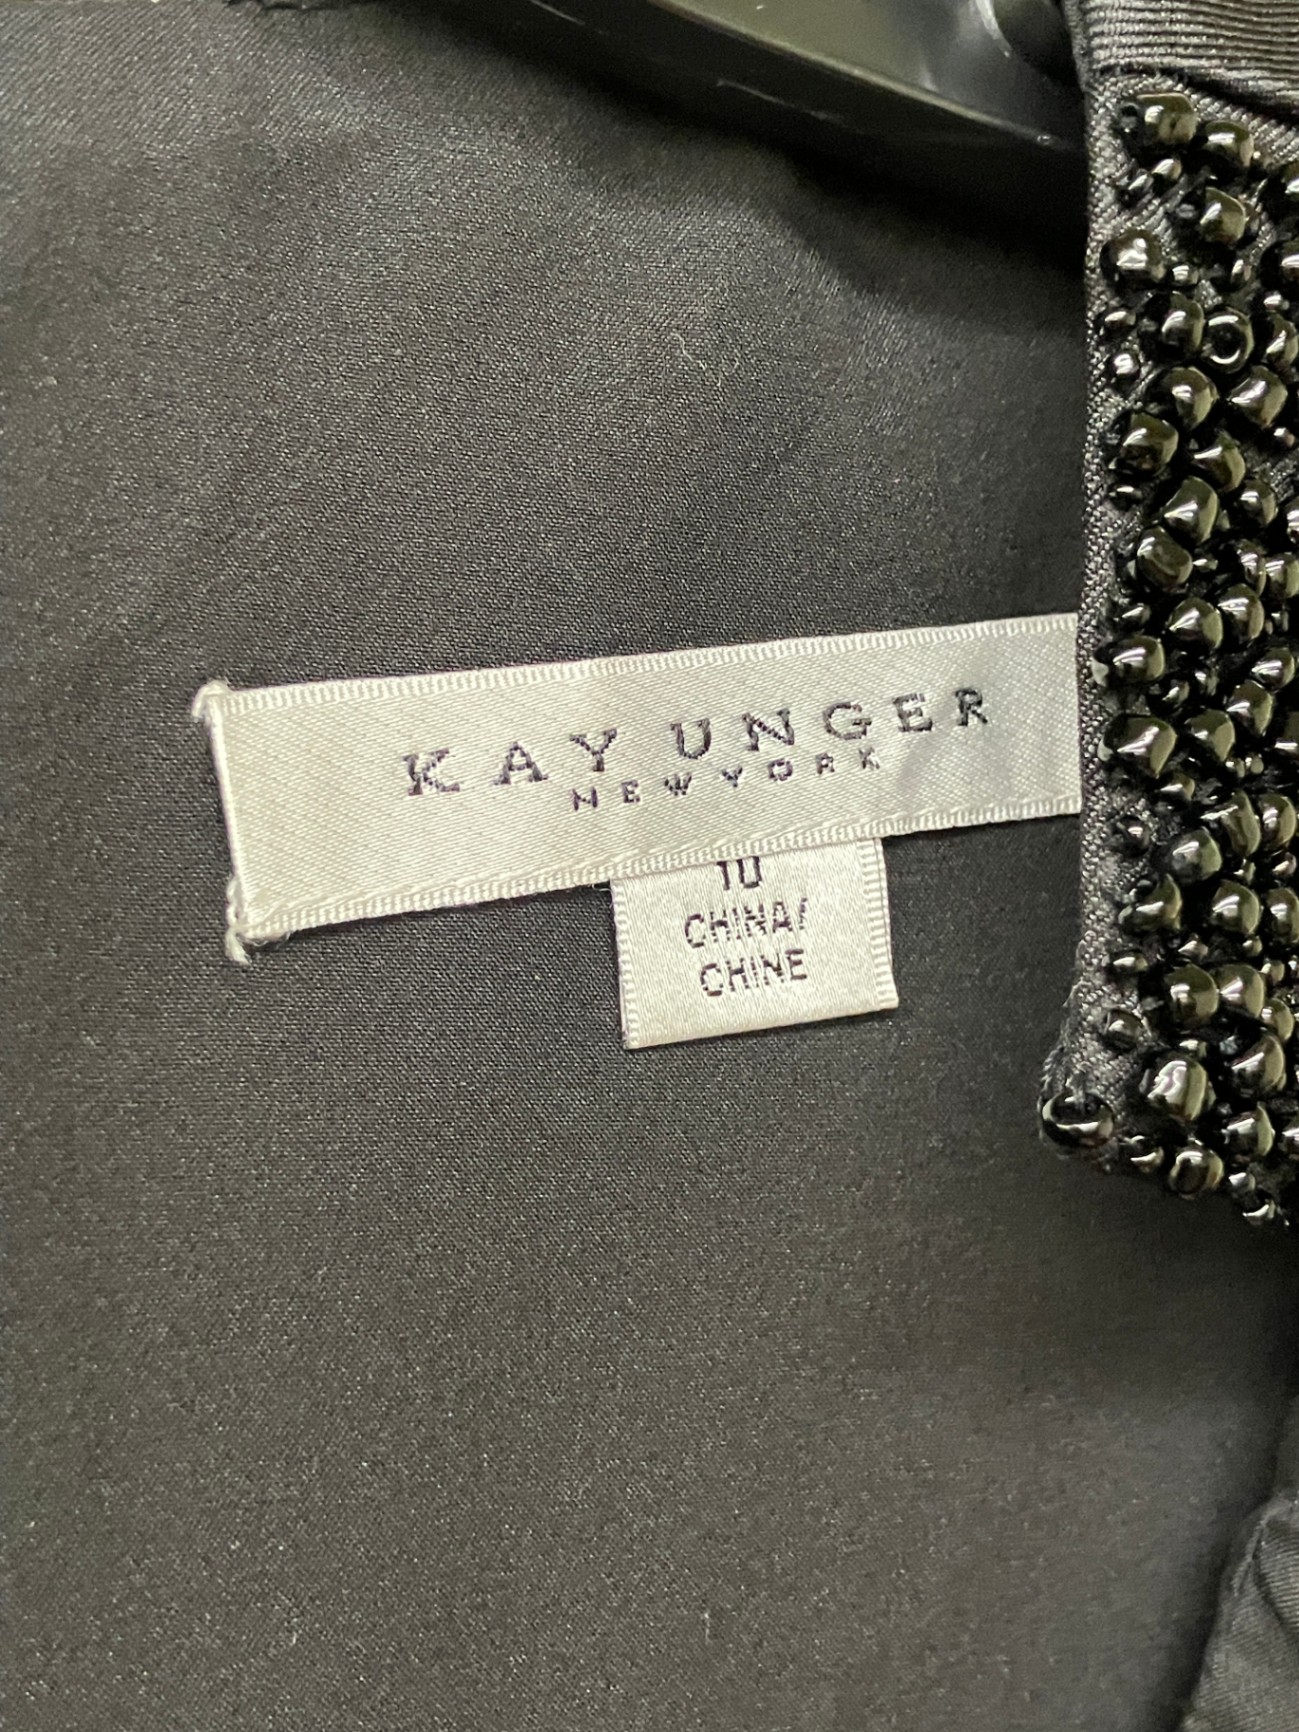 KAY UNGER
NEW YORK
10
CHINA/
CHINE